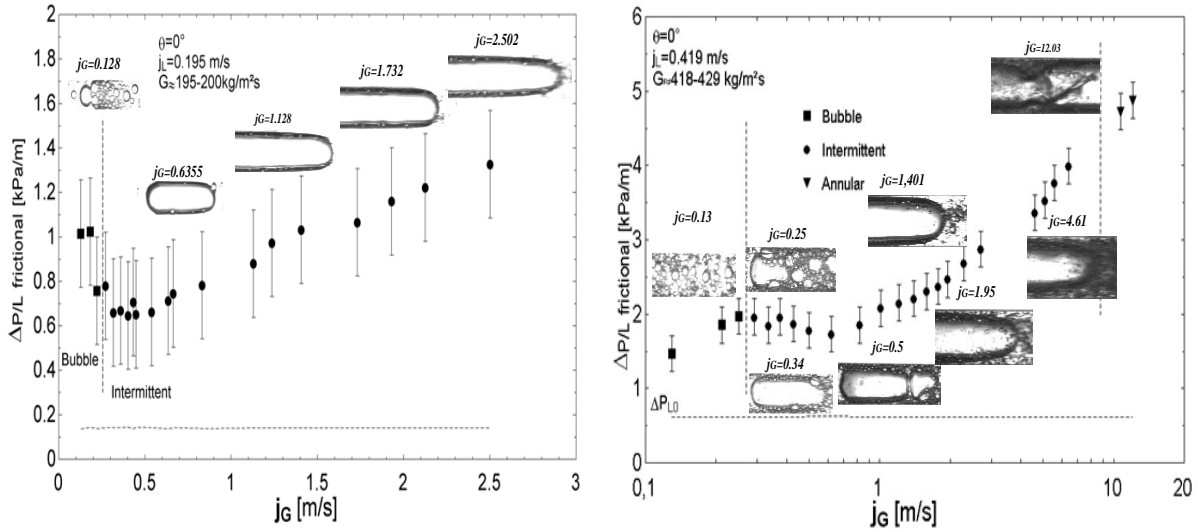 2
1.8
1.6
1.4
1.2
1
0.8
0.6
0.4
0.2
0
ΔP/L frictional [kPa/m]
θ=0°
jL=0.195 m/s
G≈195-200kg/m²s
jG=0.128
jG=0.6355
jG=1.128
jG=1.732
jG=2.502
Bubble
Intermittent
0 0.5 1 1.5 2 2.5 3
jG [m/s]
6
5
4
3
2
1
0
ΔP/L frictional [kPa/m]
θ=0°
jL=0.419 m/s
G≈418-429 kg/m²s
Bubble
Intermittent
Annular
jG=12.03
jG=0.13
jG=0.25
jG=1,401
jG=4.61
jG=1.95
jG=0.34
jG=0.5
ΔPL0
0,1 1 10 20
jG [m/s]